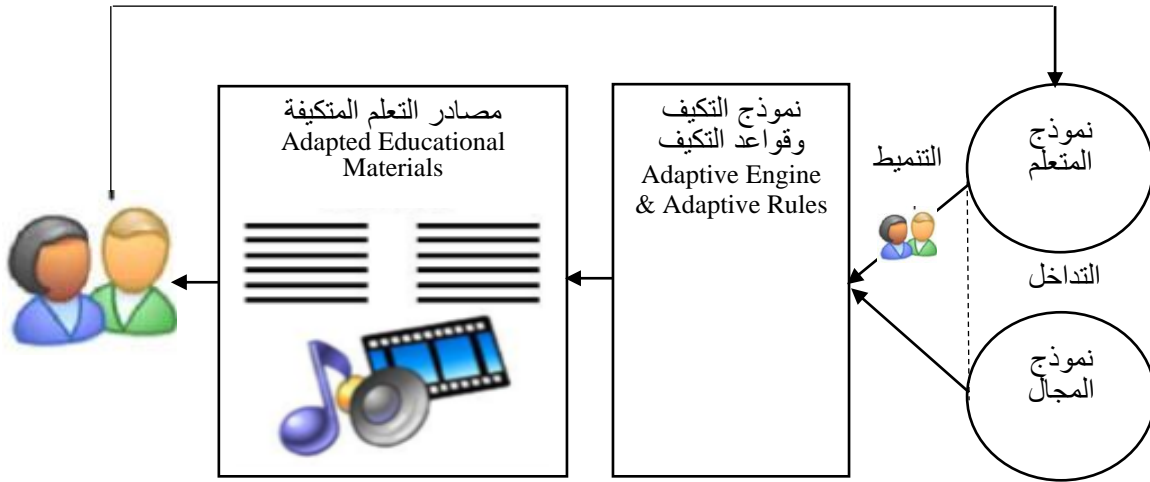 نموذج
المتعلم
التنميط
التداخل
نموذج
المجال
نموذج التكيف
وقواعد التكيف
Adaptive Engine
& Adaptive Rules
مصادر التعلم المتكيفة
Adapted Educational
Materials